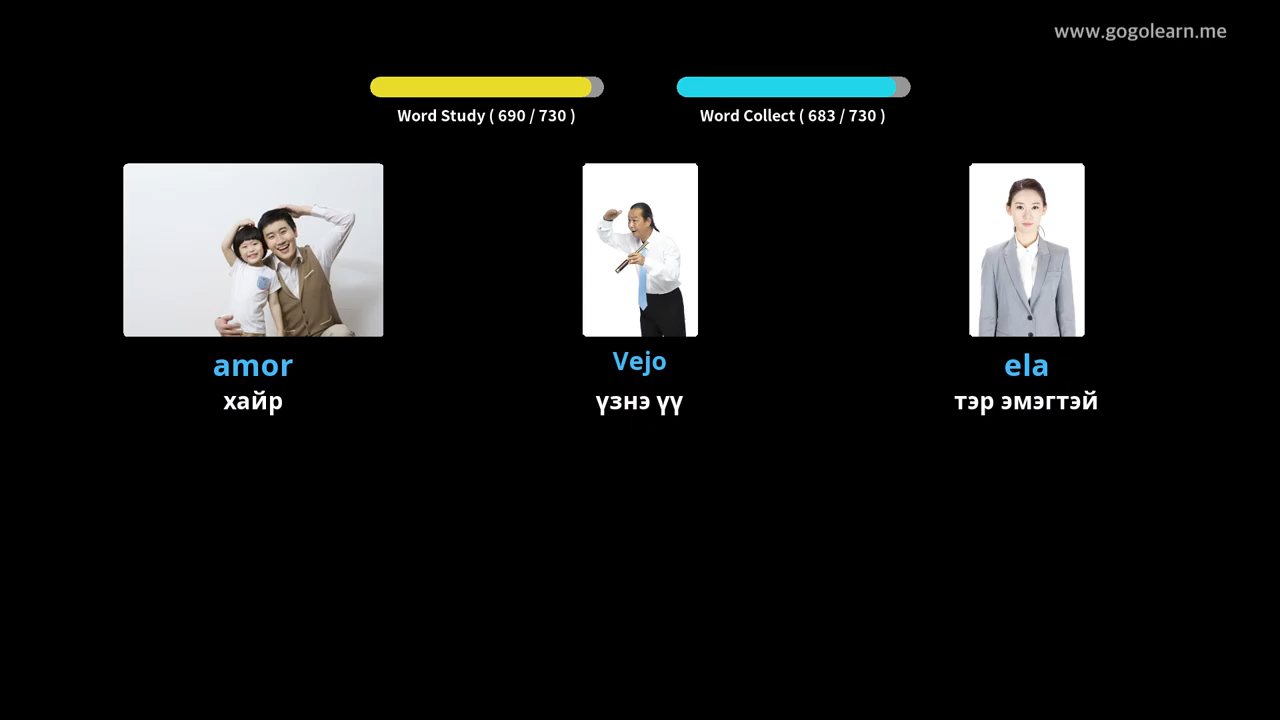 www.gogolearn.me
Word Study ( 690 / 730 )
Word Collect ( 683 / 730 )
amor
Vejo
ela
хайр
үзнэ үү
тэр эмэгтэй